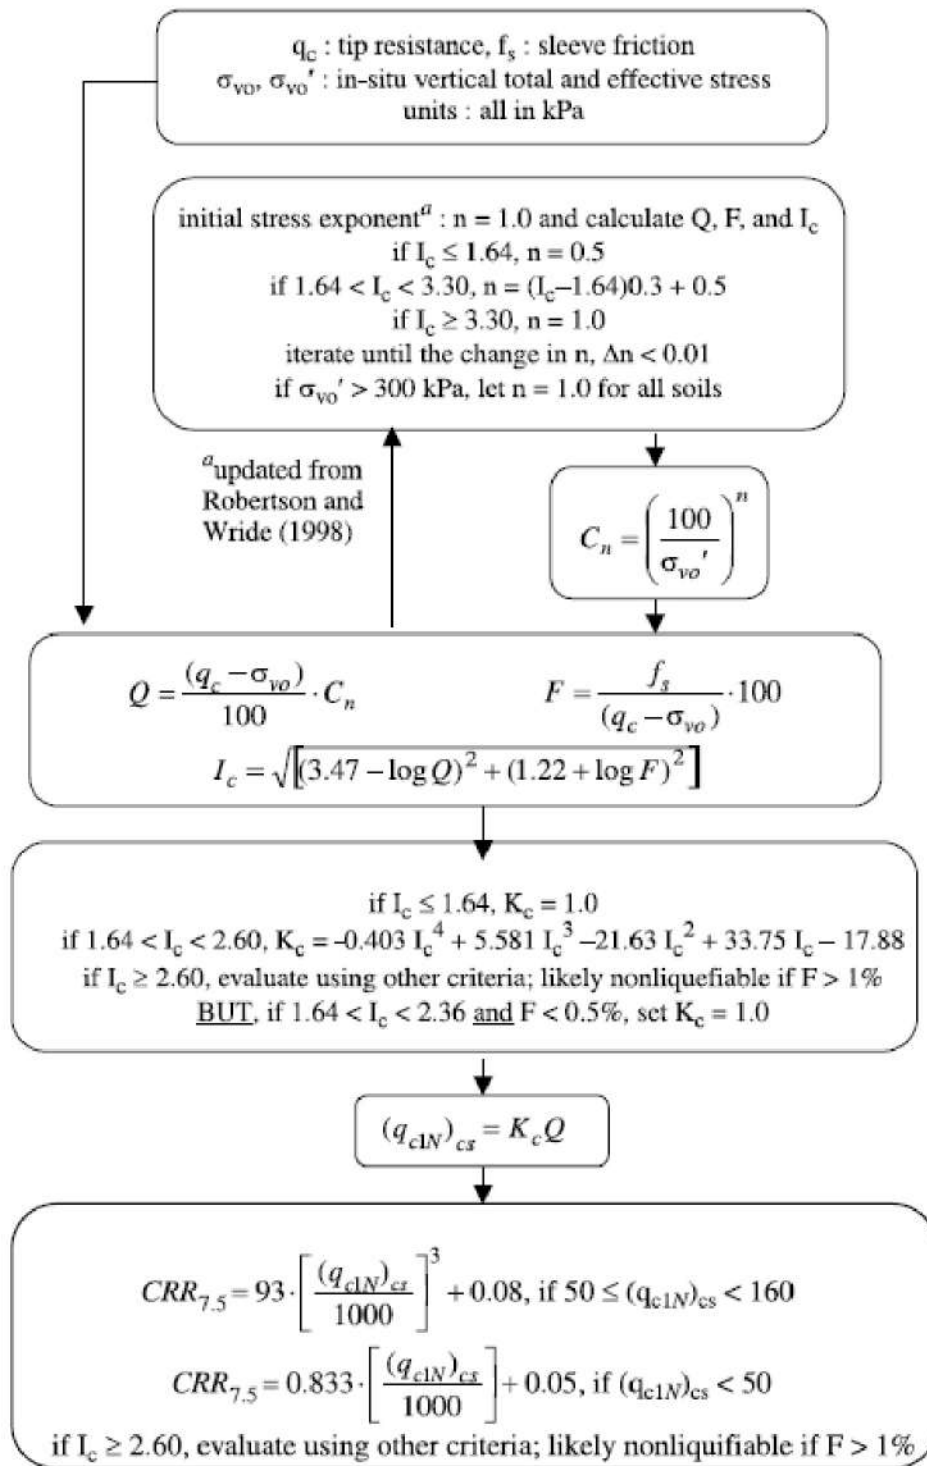 q_c : tip resistance, f_s : sleeve friction
σ_vo, σ_vo′ : in-situ vertical total and effective stress
units : all in kPa
initial stress exponent^a : n = 1.0 and calculate Q, F, and I_c
if I_c ≤ 1.64, n = 0.5
if 1.64 < I_c < 3.30, n = (I_c–1.64)0.3 + 0.5
if I_c ≥ 3.30, n = 1.0
iterate until the change in n, Δn < 0.01
if σ_vo′ > 300 kPa, let n = 1.0 for all soils
^a updated from
Robertson and
Wride (1998)
C_n = (100 / σ_vo′)^n
Q = (q_c – σ_vo) / 100 · C_n
F = f_s / (q_c – σ_vo) · 100
I_c = √[(3.47 – log Q)^2 + (1.22 + log F)^2]
if I_c ≤ 1.64, K_c = 1.0
if 1.64 < I_c < 2.60, K_c = –0.403 I_c^4 + 5.581 I_c^3 –21.63 I_c^2 + 33.75 I_c – 17.88
if I_c ≥ 2.60, evaluate using other criteria; likely nonliquefiable if F > 1%
BUT, if 1.64 < I_c < 2.36 and F < 0.5%, set K_c = 1.0
(q_c1N)_cs = K_c Q
CRR_7.5 = 93 · [(q_c1N)_cs / 1000]^3 + 0.08, if 50 ≤ (q_c1N)_cs < 160
CRR_7.5 = 0.833 · [(q_c1N)_cs / 1000] + 0.05, if (q_c1N)_cs < 50
if I_c ≥ 2.60, evaluate using other criteria; likely nonliquifiable if F > 1%